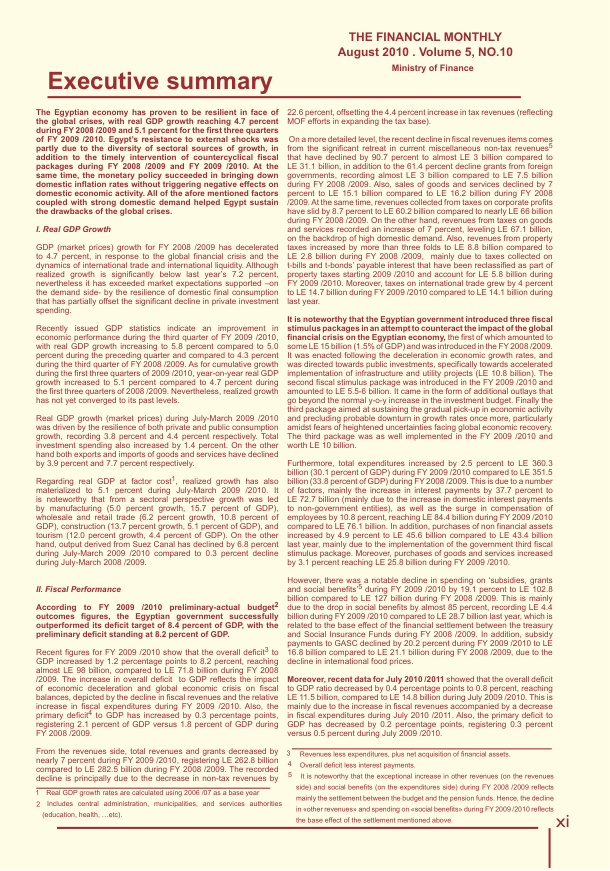 THE FINANCIAL MONTHLY
August 2010 . Volume 5, NO.10
Ministry of Finance
Executive summary
The Egyptian economy has proven to be resilient in face of
the global crises, with real GDP growth reaching 4.7 percent
during FY 2008 /2009 and 5.1 percent for the first three quarters
of FY 2009 /2010. Egypt's resistance to external shocks was
partly due to the diversity of sectoral sources of growth, in
addition to the timely intervention of countercyclical fiscal
packages during FY 2008 /2009 and FY 2009 /2010. At the
same time, the monetary policy succeeded in bringing down
domestic inflation rates without triggering negative effects on
domestic economic activity. All of the afore mentioned factors
coupled with strong domestic demand helped Egypt sustain
the drawbacks of the global crises.
I. Real GDP Growth
GDP (market prices) growth for FY 2008 /2009 has decelerated
to 4.7 percent, in response to the global financial crisis and the
dynamics of international trade and international liquidity. Although
realized growth is significantly below last year's 7.2 percent,
nevertheless it has exceeded market expectations supported –on
the demand side- by the resilience of domestic final consumption
that has partially offset the significant decline in private investment
spending.
Recently issued GDP statistics indicate an improvement in
economic performance during the third quarter of FY 2009 /2010,
with real GDP growth increasing to 5.8 percent compared to 5.0
percent during the preceding quarter and compared to 4.3 percent
during the third quarter of FY 2008 /2009. As for cumulative growth
during the first three quarters of 2009 /2010, year-on-year real GDP
growth increased to 5.1 percent compared to 4.7 percent during
the first three quarters of 2008 /2009. Nevertheless, realized growth
has not yet converged to its past levels.
Real GDP growth (market prices) during July-March 2009 /2010
was driven by the resilience of both private and public consumption
growth, recording 3.8 percent and 4.4 percent respectively. Total
investment spending also increased by 1.4 percent. On the other
hand both exports and imports of goods and services have declined
by 3.9 percent and 7.7 percent respectively.
Regarding real GDP at factor cost1, realized growth has also
materialized to 5.1 percent during July-March 2009 /2010. It
is noteworthy that from a sectoral perspective growth was led
by manufacturing (5.0 percent growth, 15.7 percent of GDP),
wholesale and retail trade (6.2 percent growth, 10.8 percent of
GDP), construction (13.7 percent growth, 5.1 percent of GDP), and
tourism (12.0 percent growth, 4.4 percent of GDP). On the other
hand, output derived from Suez Canal has declined by 6.8 percent
during July-March 2009 /2010 compared to 0.3 percent decline
during July-March 2008 /2009.
II. Fiscal Performance
According to FY 2009 /2010 preliminary-actual budget2
outcomes figures, the Egyptian government successfully
outperformed its deficit target of 8.4 percent of GDP, with the
preliminary deficit standing at 8.2 percent of GDP.
Recent figures for FY 2009 /2010 show that the overall deficit3 to
GDP increased by 1.2 percentage points to 8.2 percent, reaching
almost LE 98 billion, compared to LE 71.8 billion during FY 2008
/2009. The increase in overall deficit to GDP reflects the impact
of economic deceleration and global economic crisis on fiscal
balances, depicted by the decline in fiscal revenues and the relative
increase in fiscal expenditures during FY 2009 /2010. Also, the
primary deficit4 to GDP has increased by 0.3 percentage points,
registering 2.1 percent of GDP versus 1.8 percent of GDP during
FY 2008 /2009.
From the revenues side, total revenues and grants decreased by
nearly 7 percent during FY 2009 /2010, registering LE 262.8 billion
compared to LE 282.5 billion during FY 2008 /2009. The recorded
decline is principally due to the decrease in non-tax revenues by
1 Real GDP growth rates are calculated using 2006 /07 as a base year
2 Includes central administration, municipalities, and services authorities
(education, health, …etc).
22.6 percent, offsetting the 4.4 percent increase in tax revenues (reflecting
MOF efforts in expanding the tax base).
On a more detailed level, the recent decline in fiscal revenues items comes
from the significant retreat in current miscellaneous non-tax revenues5
that have declined by 90.7 percent to almost LE 3 billion compared to
LE 31.1 billion, in addition to the 61.4 percent decline grants from foreign
governments, recording almost LE 3 billion compared to LE 7.5 billion
during FY 2008 /2009. Also, sales of goods and services declined by 7
percent to LE 15.1 billion compared to LE 16.2 billion during FY 2008
/2009. At the same time, revenues collected from taxes on corporate profits
have slid by 8.7 percent to LE 60.2 billion compared to nearly LE 66 billion
during FY 2008 /2009. On the other hand, revenues from taxes on goods
and services recorded an increase of 7 percent, leveling LE 67.1 billion,
on the backdrop of high domestic demand. Also, revenues from property
taxes increased by more than three folds to LE 8.8 billion compared to
LE 2.8 billion during FY 2008 /2009, mainly due to taxes collected on
t-bills and t-bonds' payable interest that have been reclassified as part of
property taxes starting 2009 /2010 and account for LE 5.8 billion during
FY 2009 /2010. Moreover, taxes on international trade grew by 4 percent
to LE 14.7 billion during FY 2009 /2010 compared to LE 14.1 billion during
last year.
It is noteworthy that the Egyptian government introduced three fiscal
stimulus packages in an attempt to counteract the impact of the global
financial crisis on the Egyptian economy, the first of which amounted to
some LE 15 billion (1.5% of GDP) and was introduced in the FY 2008 /2009.
It was enacted following the deceleration in economic growth rates, and
was directed towards public investments, specifically towards accelerated
implementation of infrastructure and utility projects (LE 10.8 billion). The
second fiscal stimulus package was introduced in the FY 2009 /2010 and
amounted to LE 5.5-6 billion. It came in the form of additional outlays that
go beyond the normal y-o-y increase in the investment budget. Finally the
third package aimed at sustaining the gradual pick-up in economic activity
and precluding probable downturn in growth rates once more, particularly
amidst fears of heightened uncertainties facing global economic recovery.
The third package was as well implemented in the FY 2009 /2010 and
worth LE 10 billion.
Furthermore, total expenditures increased by 2.5 percent to LE 360.3
billion (30.1 percent of GDP) during FY 2009 /2010 compared to LE 351.5
billion (33.8 percent of GDP) during FY 2008 /2009. This is due to a number
of factors, mainly the increase in interest payments by 37.7 percent to
LE 72.7 billion (mainly due to the increase in domestic interest payments
to non-government entities), as well as the surge in compensation of
employees by 10.8 percent, reaching LE 84.4 billion during FY 2009 /2010
compared to LE 76.1 billion. In addition, purchases of non financial assets
increased by 4.9 percent to LE 45.6 billion compared to LE 43.4 billion
last year, mainly due to the implementation of the government third fiscal
stimulus package. Moreover, purchases of goods and services increased
by 3.1 percent reaching LE 25.8 billion during FY 2009 /2010.
However, there was a notable decline in spending on 'subsidies, grants
and social benefits'5 during FY 2009 /2010 by 19.1 percent to LE 102.8
billion compared to LE 127 billion during FY 2008 /2009. This is mainly
due to the drop in social benefits by almost 85 percent, recording LE 4.4
billion during FY 2009 /2010 compared to LE 28.7 billion last year, which is
related to the base effect of the financial settlement between the treasury
and Social Insurance Funds during FY 2008 /2009. In addition, subsidy
payments to GASC declined by 20.2 percent during FY 2009 /2010 to LE
16.8 billion compared to LE 21.1 billion during FY 2008/2009, due to the
decline in international food prices.
Moreover, recent data for July 2010 /2011 showed that the overall deficit
to GDP ratio decreased by 0.4 percentage points to 0.8 percent, reaching
LE 11.5 billion, compared to LE 14.8 billion during July 2009 /2010. This is
mainly due to the increase in fiscal revenues accompanied by a decrease
in fiscal expenditures during July 2010 /2011. Also, the primary deficit to
GDP has decreased by 0.2 percentage points, registering 0.3 percent
versus 0.5 percent during July 2009 /2010.
3 Revenues less expenditures, plus net acquisition of financial assets.
4 Overall deficit less interest payments.
5 It is noteworthy that the exceptional increase in other revenues (on the revenues
side) and social benefits (on the expenditures side) during FY 2008 /2009 reflects
mainly the settlement between the budget and the pension funds. Hence, the decline
in «other revenues» and spending on «social benefits» during FY 2009 /2010 reflects
the base effect of the settlement mentioned above.
xi